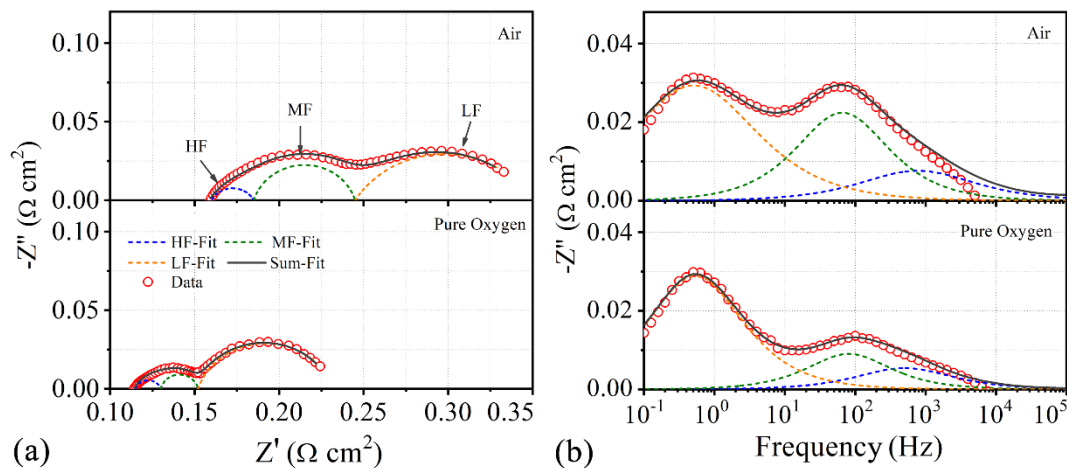 0.10
0.05
0.00
0.10
0.05
0.025
0.00
-Z" (Ω cm²)
Air
HF
MF
LF
Pure Oxygen
HF-Fit MF-Fit
LF-Fit Sum-Fit
Data
0.10 0.15 0.20 0.25 0.30 0.35
(a) Z' (Ω cm²)
0.04
0.02
0.00
0.04
0.02
0.00
-Z" (Ω cm²)
Air
Pure Oxygen
10⁻¹ 10⁰ 10¹ 10² 10³ 10⁴ 10⁵
(b) Frequency (Hz)